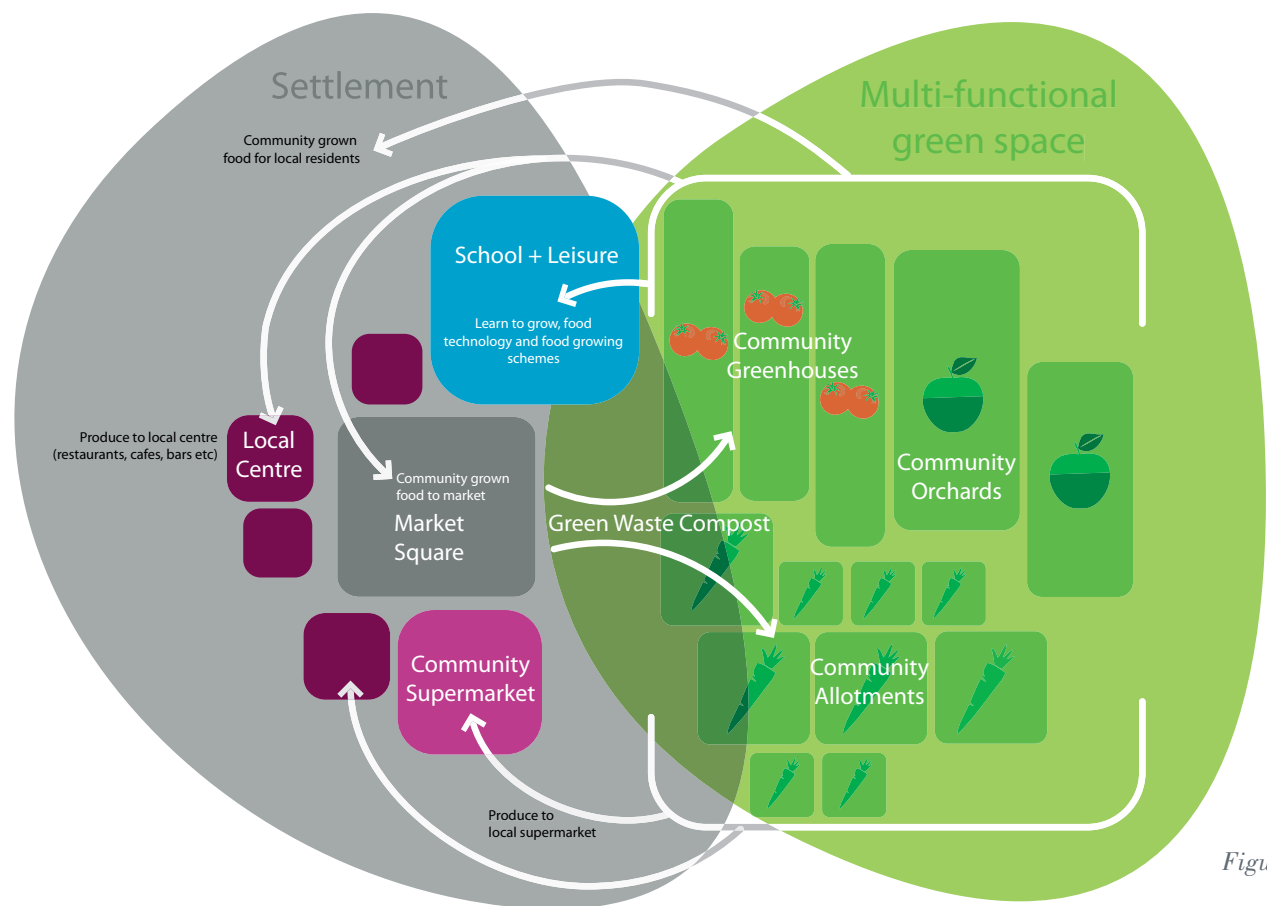 Settlement
Multi-functional
green space
Community grown
food for local residents
School + Leisure
Learn to grow, food
technology and food growing
schemes
Community
Greenhouses
Produce to local centre
(restaurants, cafes, bars etc)
Local
Centre
Community grown
food to market
Market
Square
Community
Orchards
Green Waste Compost
Community
Supermarket
Community
Allotments
Produce to
local supermarket